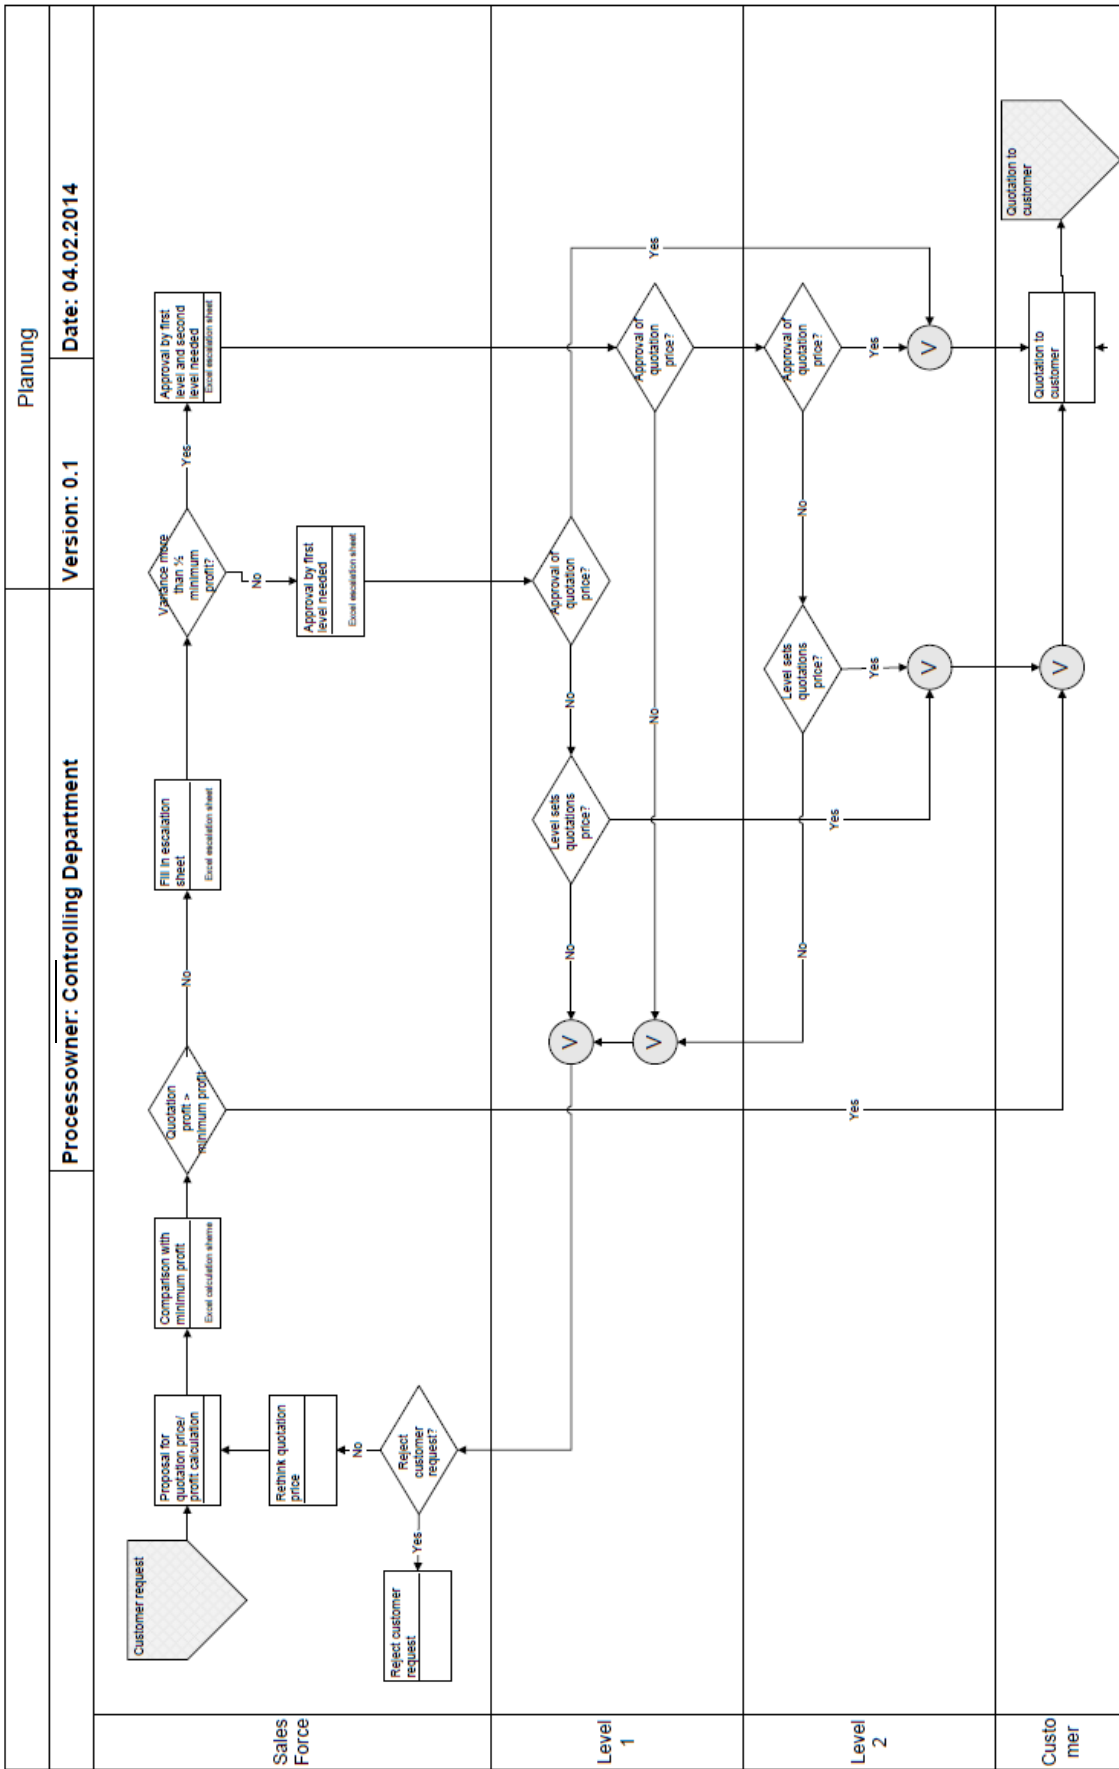 Planung
Processowner: Controlling Department
Version: 0.1
Date: 04.02.2014
Sales
Force
Customer request
Proposal for
quotation price/
profit calculation
Comparison with
minimum profit
Excel calculation sheme
Quotation
profit >
minimum profit
No
Fill in escalation
sheet
Excel escalation sheet
Variance more
than %
minimum
profit?
Yes
Approval by first
level and second
level needed
Excel escalation sheet
No
Approval by first
level needed
Excel escalation sheet
Rethink quotation
price
No
Reject
customer
request?
Yes
Reject customer
request
Level
1
V
No
Level sets
quotations
price?
No
Approval of
quotation
price?
Yes
V
No
Approval of
quotation
price?
Level
2
Yes
No
Yes
Level sets
quotations
price?
No
Approval of
quotation
price?
Yes
Yes
V
V
Custo
mer
V
Quotation to
customer
Quotation to
customer